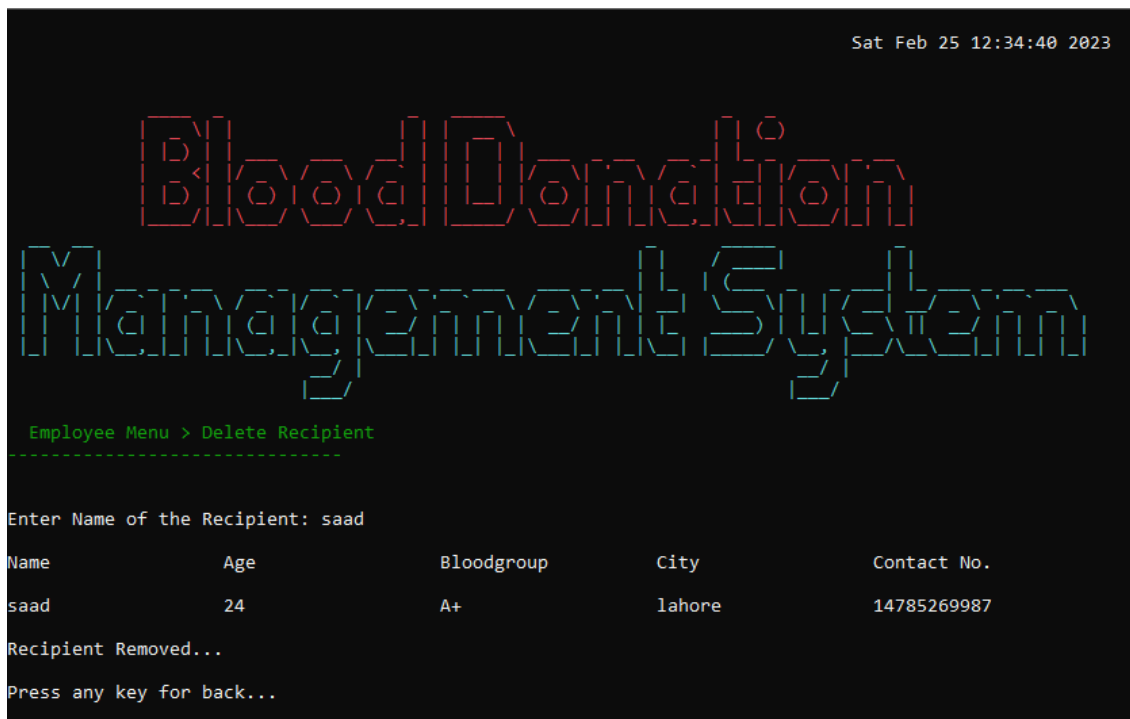 Sat Feb 25 12:34:40 2023
Blood Donation
Management System
Employee Menu > Delete Recipient
-------------------------------
Enter Name of the Recipient: saad
Name Age Bloodgroup City Contact No.
saad 24 A+ lahore 14785269987
Recipient Removed...
Press any key for back...